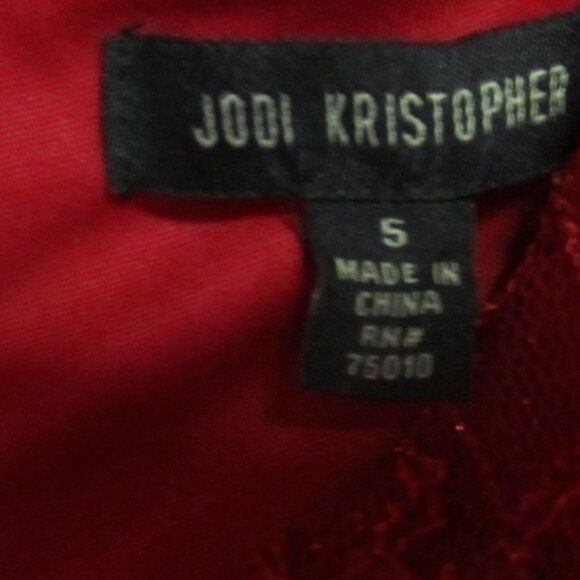 JODI KRISTOPHER
5
MADE IN
CHINA
RN#
75010